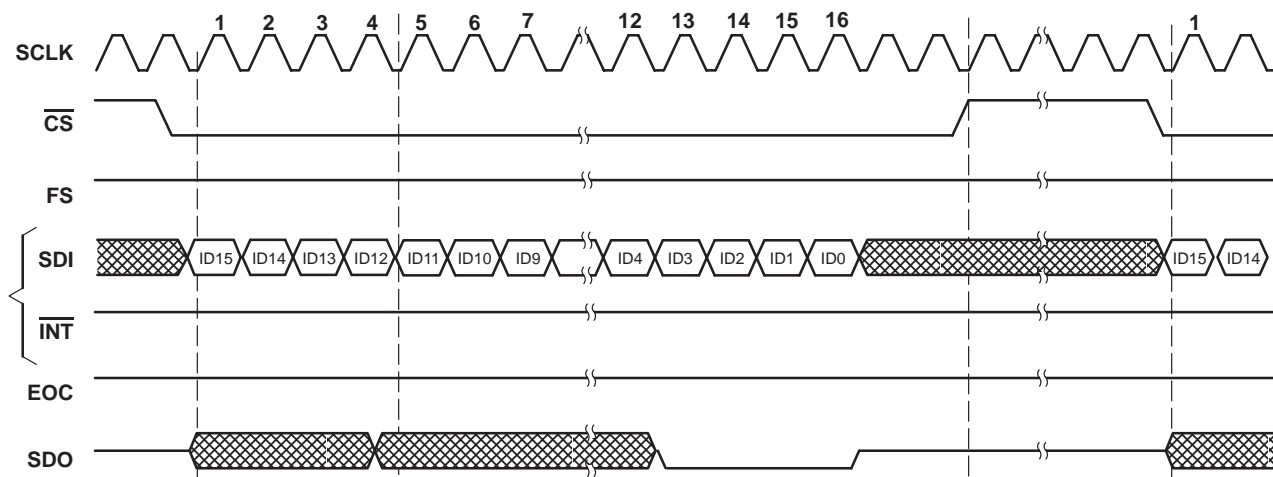 1 2 3 4 5 6 7 12 13 14 15 16 1
SCLK
CS
FS
SDI ID15 ID14 ID13 ID12 ID11 ID10 ID9 ID4 ID3 ID2 ID1 ID0 ID15 ID14
INT
EOC
SDO